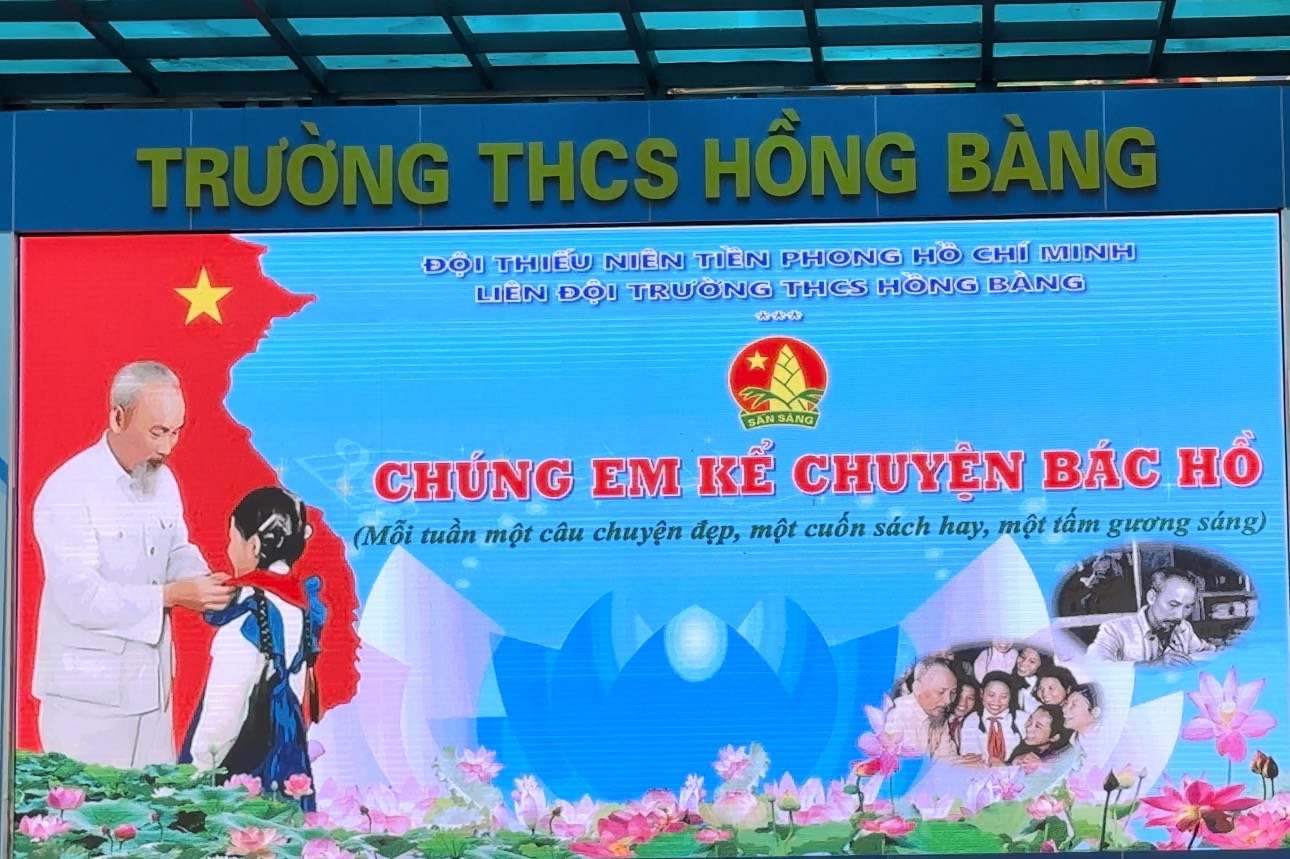 TRƯỜNG THCS HỒNG BÀNG
ĐỘI THIẾU NIÊN TIỀN PHONG HỒ CHÍ MINH
LIÊN ĐỘI TRƯỜNG THCS HỒNG BÀNG
***
SẴN SÀNG
CHÚNG EM KỂ CHUYỆN BÁC HỒ
(Mỗi tuần một câu chuyện đẹp, một cuốn sách hay, một tấm gương sáng)